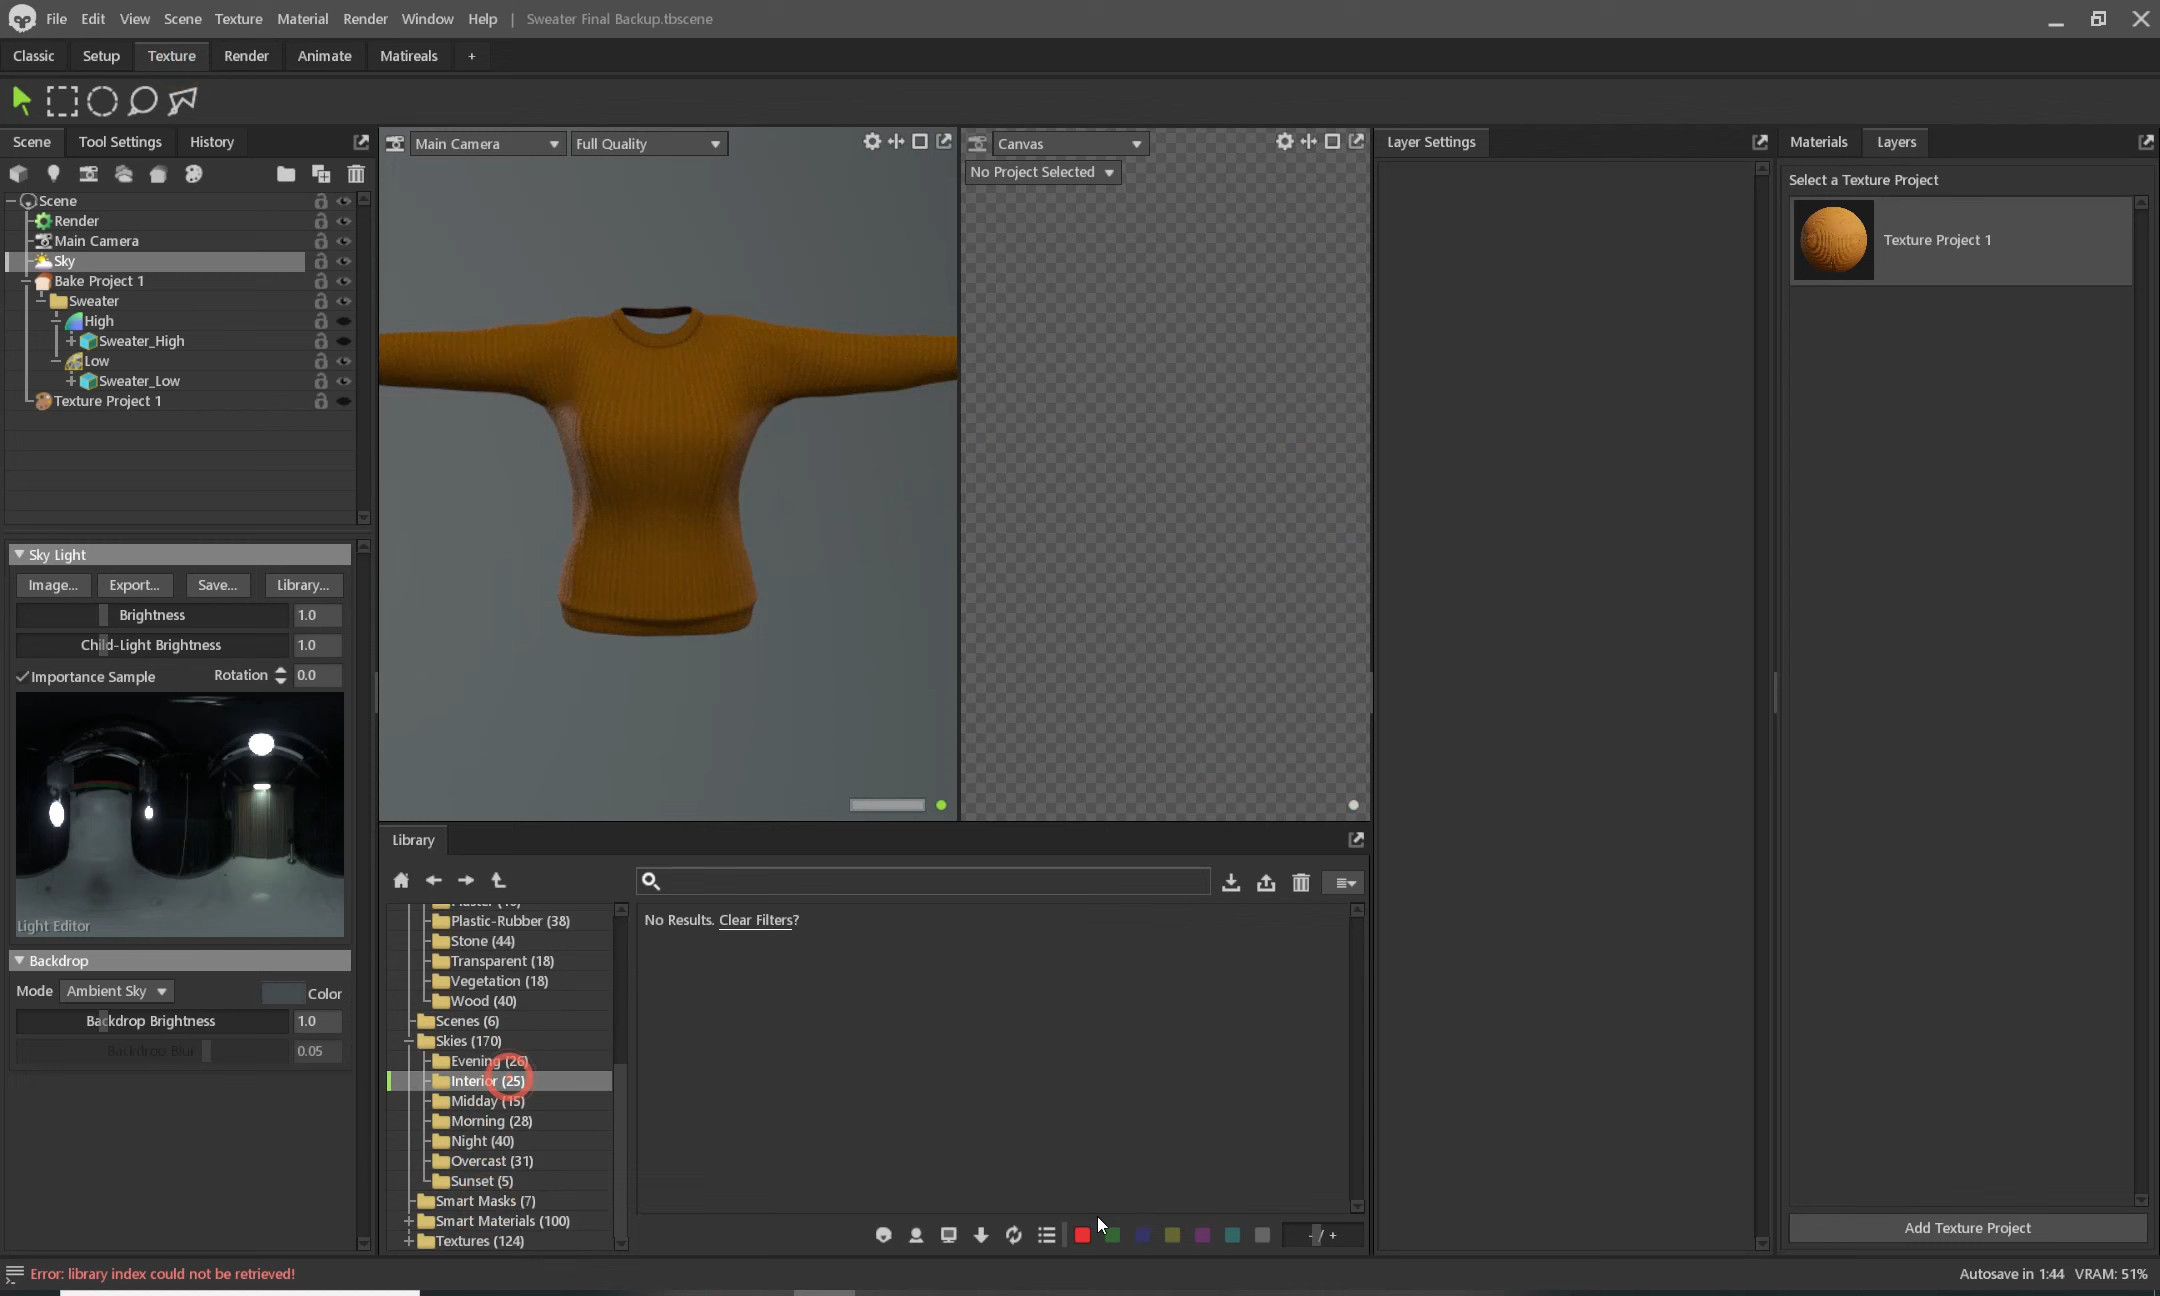 File Edit View Scene Texture Material Render Window Help | Sweater Final Backup.tbscene
Classic Setup Texture Render Animate Matireals +
Scene Tool Settings History
Main Camera Full Quality
Canvas
No Project Selected
Layer Settings
Materials Layers
Select a Texture Project
Texture Project 1
Scene
Render
Main Camera
Sky
Bake Project 1
Sweater
High
Sweater_High
Low
Sweater_Low
Texture Project 1
Sky Light
Image... Export... Save... Library...
Brightness 1.0
Child-Light Brightness 1.0
Importance Sample Rotation 0.0
Light Editor
Backdrop
Mode Ambient Sky Color
Backdrop Brightness 1.0
Backdrop Blur 0.05
Library
No Results. Clear Filters?
Plastic-Rubber (38)
Stone (44)
Transparent (18)
Vegetation (18)
Wood (40)
Scenes (6)
Skies (170)
Evening (26)
Interior (25)
Midday (15)
Morning (28)
Night (40)
Overcast (31)
Sunset (5)
Smart Masks (7)
Smart Materials (100)
Textures (124)
- / +
Add Texture Project
Error: library index could not be retrieved!
Autosave in 1:44 VRAM: 51%